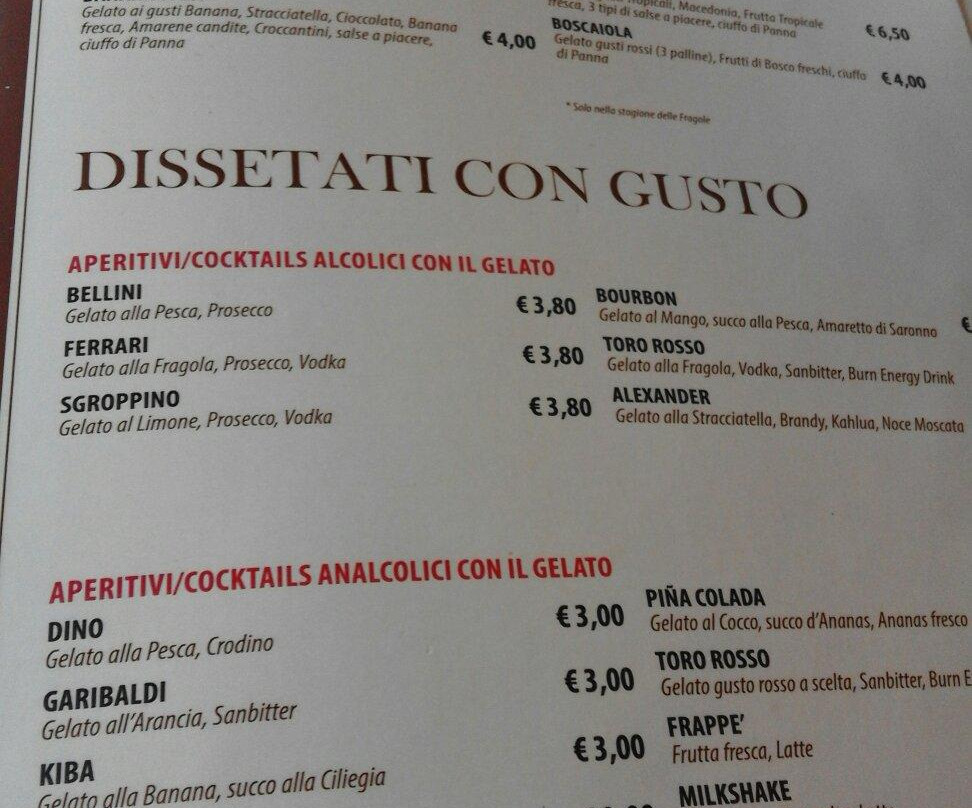 Gelato ai gusti Banana, Stracciatella, Cioccolato, Banana
fresca, Amarene candite, Croccantini, salse a piacere,
ciuffo di Panna
€ 4,00
Tropicali, Macedonia, Frutta Tropicale
fresca, 3 tipi di salse a piacere, ciuffo di Panna
€ 6,50
BOSCAIOLA
Gelato gusti rossi (3 palline), Frutti di Bosco freschi, ciuffo
di Panna
€ 4,00
* Solo nella stagione delle Fragole
DISSETATI CON GUSTO
APERITIVI/COCKTAILS ALCOLICI CON IL GELATO
BELLINI
Gelato alla Pesca, Prosecco
€ 3,80
FERRARI
Gelato alla Fragola, Prosecco, Vodka
€ 3,80
SGROPPINO
Gelato al Limone, Prosecco, Vodka
€ 3,80
BOURBON
Gelato al Mango, succo alla Pesca, Amaretto di Saronno
€
TORO ROSSO
Gelato alla Fragola, Vodka, Sanbitter, Burn Energy Drink
ALEXANDER
Gelato alla Stracciatella, Brandy, Kahlua, Noce Moscata
APERITIVI/COCKTAILS ANALCOLICI CON IL GELATO
DINO
Gelato alla Pesca, Crodino
€ 3,00
GARIBALDI
Gelato all'Arancia, Sanbitter
€ 3,00
KIBA
Gelato alla Banana, succo alla Ciliegia
€ 3,00
PIÑA COLADA
Gelato al Cocco, succo d'Ananas, Ananas fresco
TORO ROSSO
Gelato gusto rosso a scelta, Sanbitter, Burn E
FRAPPE'
Frutta fresca, Latte
MILKSHAKE